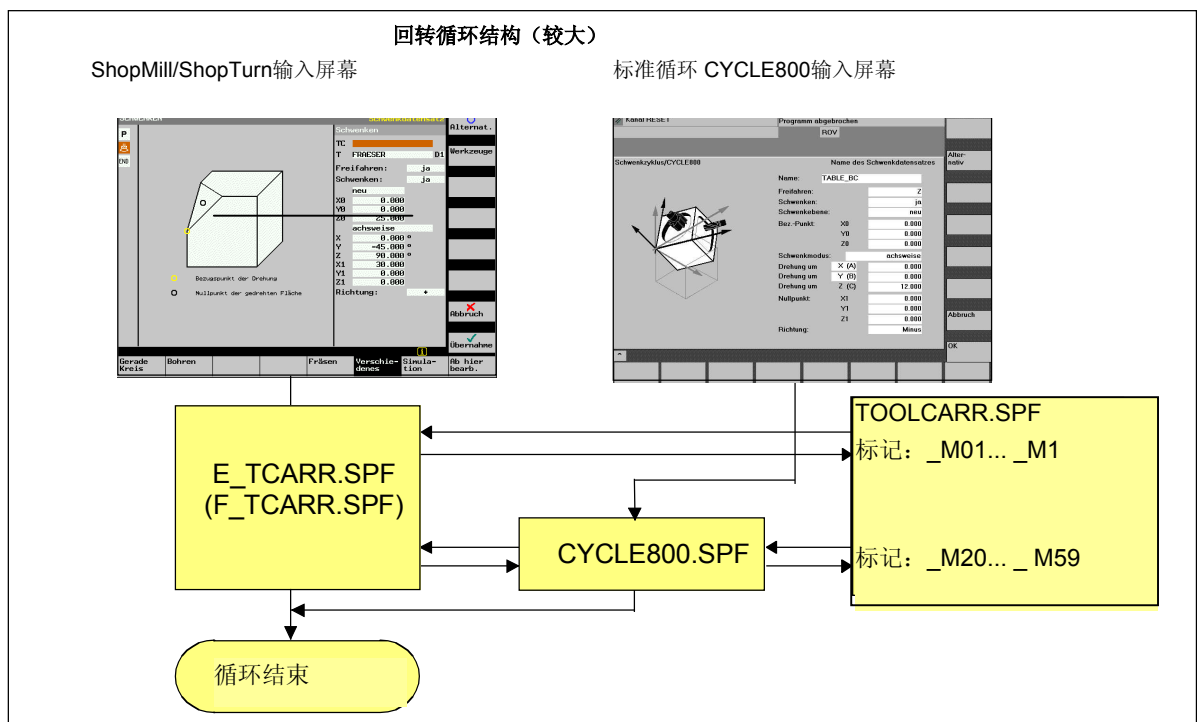 回转循环结构（较大）
ShopMill/ShopTurn输入屏幕
标准循环 CYCLE800输入屏幕
Schwenken
Alternat.
P
TC
T FRAESER D1
Werkzeuge
END
Freifahren: ja
Schwenken: ja
neu
X0 0.000
Y0 0.000
Z0 25.000
achsweise
X 0.000 °
Y -45.000 °
Z 90.000 °
X1 30.000
Y1 0.000
Z1 0.000
Richtung: +
Bezugspunkt der Drehung
Nullpunkt der gedrehten Fläche
Abbruch
Übernahme
Gerade Kreis
Bohren
Fräsen
Verschie-denes
Simula-tion
Ab hier bearb.
Kanal RESET
Programm abgebrochen
ROV
Schwenkzyklus/CYCLE800
Name des Schwenkdatensatzes
Alter-nativ
Name: TABLE_BC
Freifahren: Z
Schwenken: ja
Schwenkebene: neu
Bez.-Punkt: X0 0.000
Y0 0.000
Z0 0.000
Schwenkmodus: achsweise
Drehung um X (A) 0.000
Drehung um Y (B) 0.000
Drehung um Z (C) 12.000
Nullpunkt: X1 0.000
Y1 0.000
Z1 0.000
Richtung: Minus
Abbruch
OK
E_TCARR.SPF
(F_TCARR.SPF)
CYCLE800.SPF
TOOLCARR.SPF
标记：_M01... _M1
标记：_M20... _ M59
循环结束